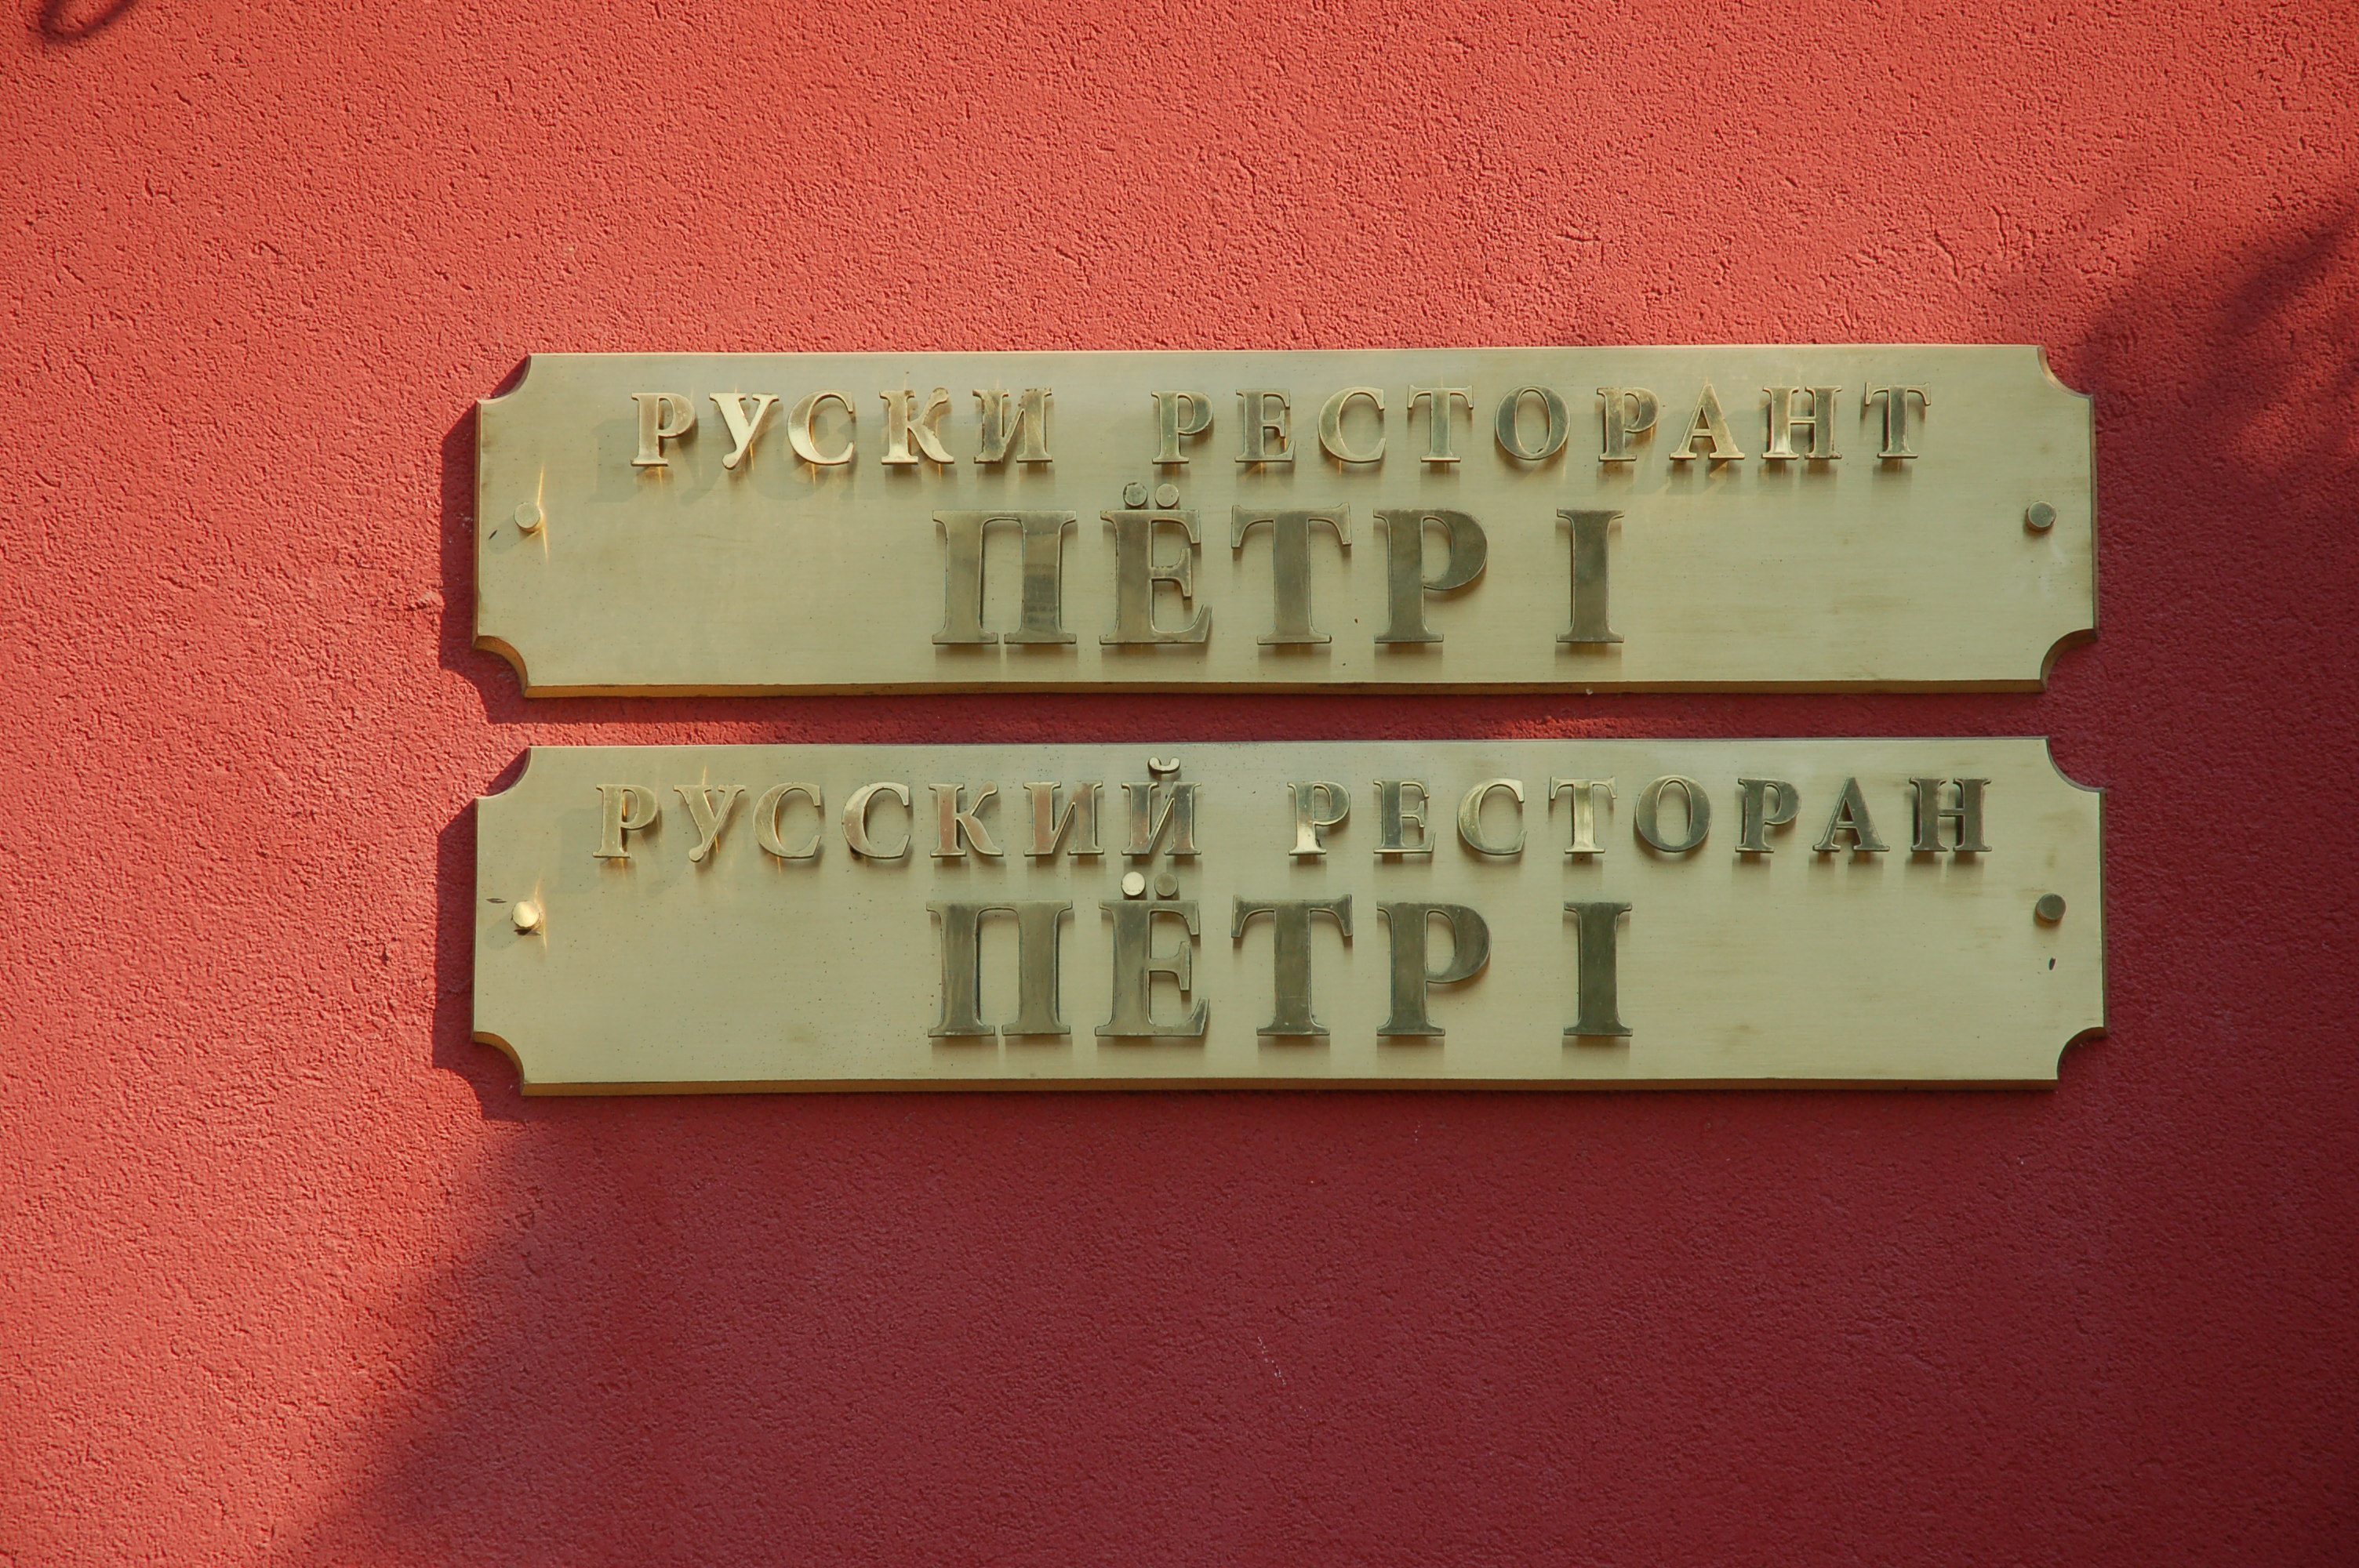 РУСКИ РЕСТОРАНТ
ПЁТР I
РУССКИЙ РЕСТОРАН
ПЁТР I